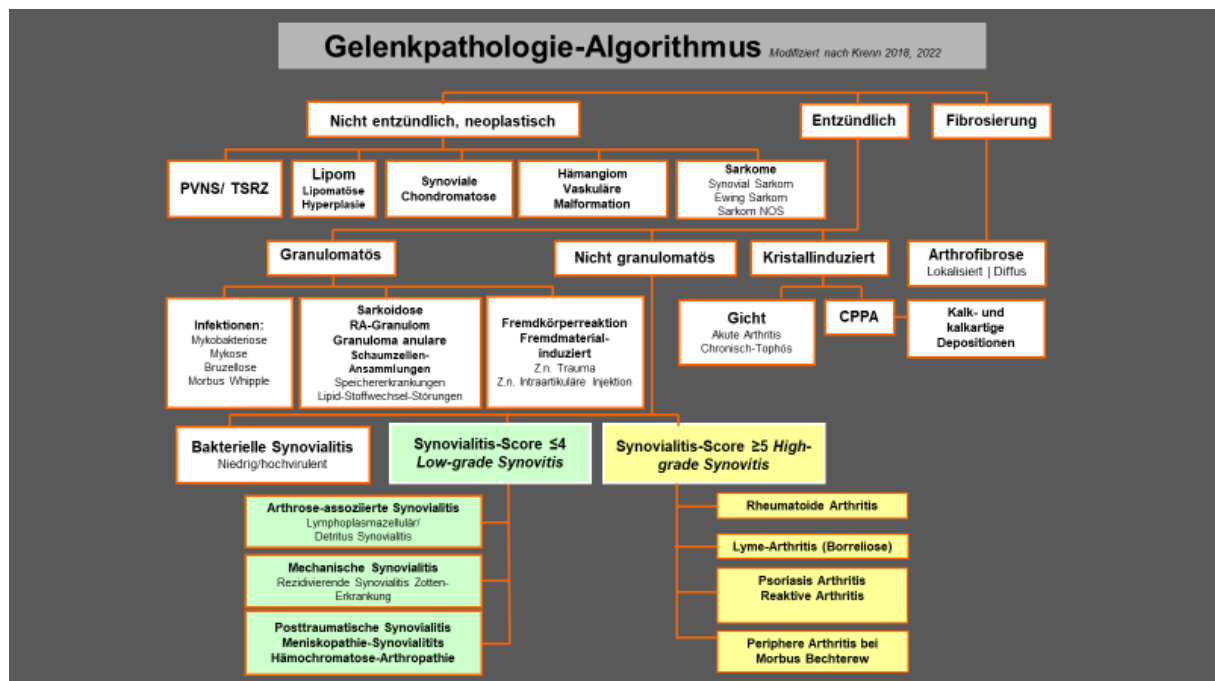 Gelenkpathologie-Algorithmus Modifiziert nach Krenn 2018, 2022
Nicht entzündlich, neoplastisch
Entzündlich
Fibrosierung
PVNS/ TSRZ
Lipom
Lipomatöse
Hyperplasie
Synoviale
Chondromatose
Hämangiom
Vaskuläre
Malformation
Sarkome
Synovial Sarkom
Ewing Sarkom
Sarkom NOS
Granulomatös
Nicht granulomatös
Kristallinduziert
Arthrofibrose
Lokalisiert | Diffus
Infektionen:
Mykobakteriose
Mykose
Bruzellose
Morbus Whipple
Sarkoidose
RA-Granulom
Granuloma anulare
Schaumzellen-
Ansammlungen
Speichererkrankungen
Lipid-Stoffwechsel-Störungen
Fremdkörperreaktion
Fremdmaterial-
induziert
Z.n. Trauma
Z.n. Intraartikuläre Injektion
Gicht
Akute Arthritis
Chronisch-Tophös
CPPA
Kalk- und
kalkartige
Depositionen
Bakterielle Synovialitis
Niedrig/hochvirulent
Synovialitis-Score ≤4
Low-grade Synovitis
Synovialitis-Score ≥5 High-
grade Synovitis
Arthrose-assoziierte Synovialitis
Lymphoplasmazellulär/
Detritus Synovialitis
Mechanische Synovialitis
Rezidivierende Synovialitis Zotten-
Erkrankung
Posttraumatische Synovialitis
Meniskopathie-Synovialitits
Hämochromatose-Arthropathie
Rheumatoide Arthritis
Lyme-Arthritis (Borreliose)
Psoriasis Arthritis
Reaktive Arthritis
Periphere Arthritis bei
Morbus Bechterew